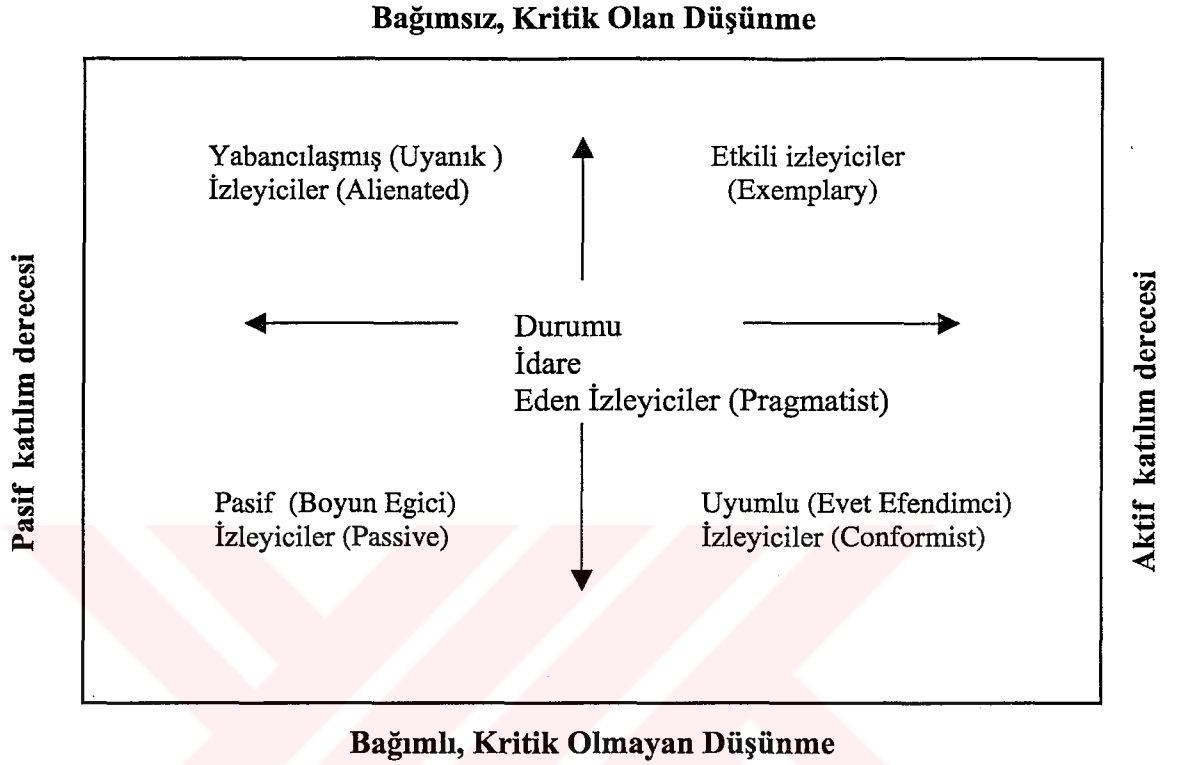 Bağımsız, Kritik Olan Düşünme
Yabancılaşmış (Uyanık )
İzleyiciler (Alienated)
Etkili izleyiciler
(Exemplary)
Pasif katılım derecesi
Durumu
İdare
Eden İzleyiciler (Pragmatist)
Aktif katılım derecesi
Pasif (Boyun Egici)
İzleyiciler (Passive)
Uyumlu (Evet Efendimci)
İzleyiciler (Conformist)
Bağımlı, Kritik Olmayan Düşünme